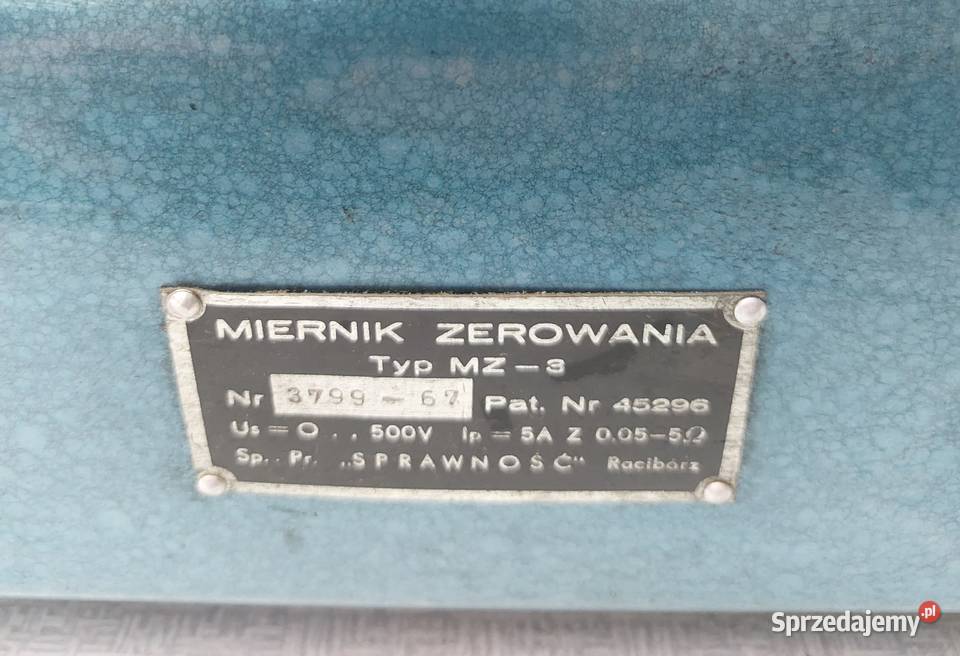 MIERNIK ZEROWANIA
Typ MZ-3
Nr 3799-67 Pat. Nr 45296
Us = 0 . . 500V Ip = 5A Z 0.05-5Ω
Sp. Pr. „SPRAWNOŚĆ" Racibórz
Sprzedajemy.pl